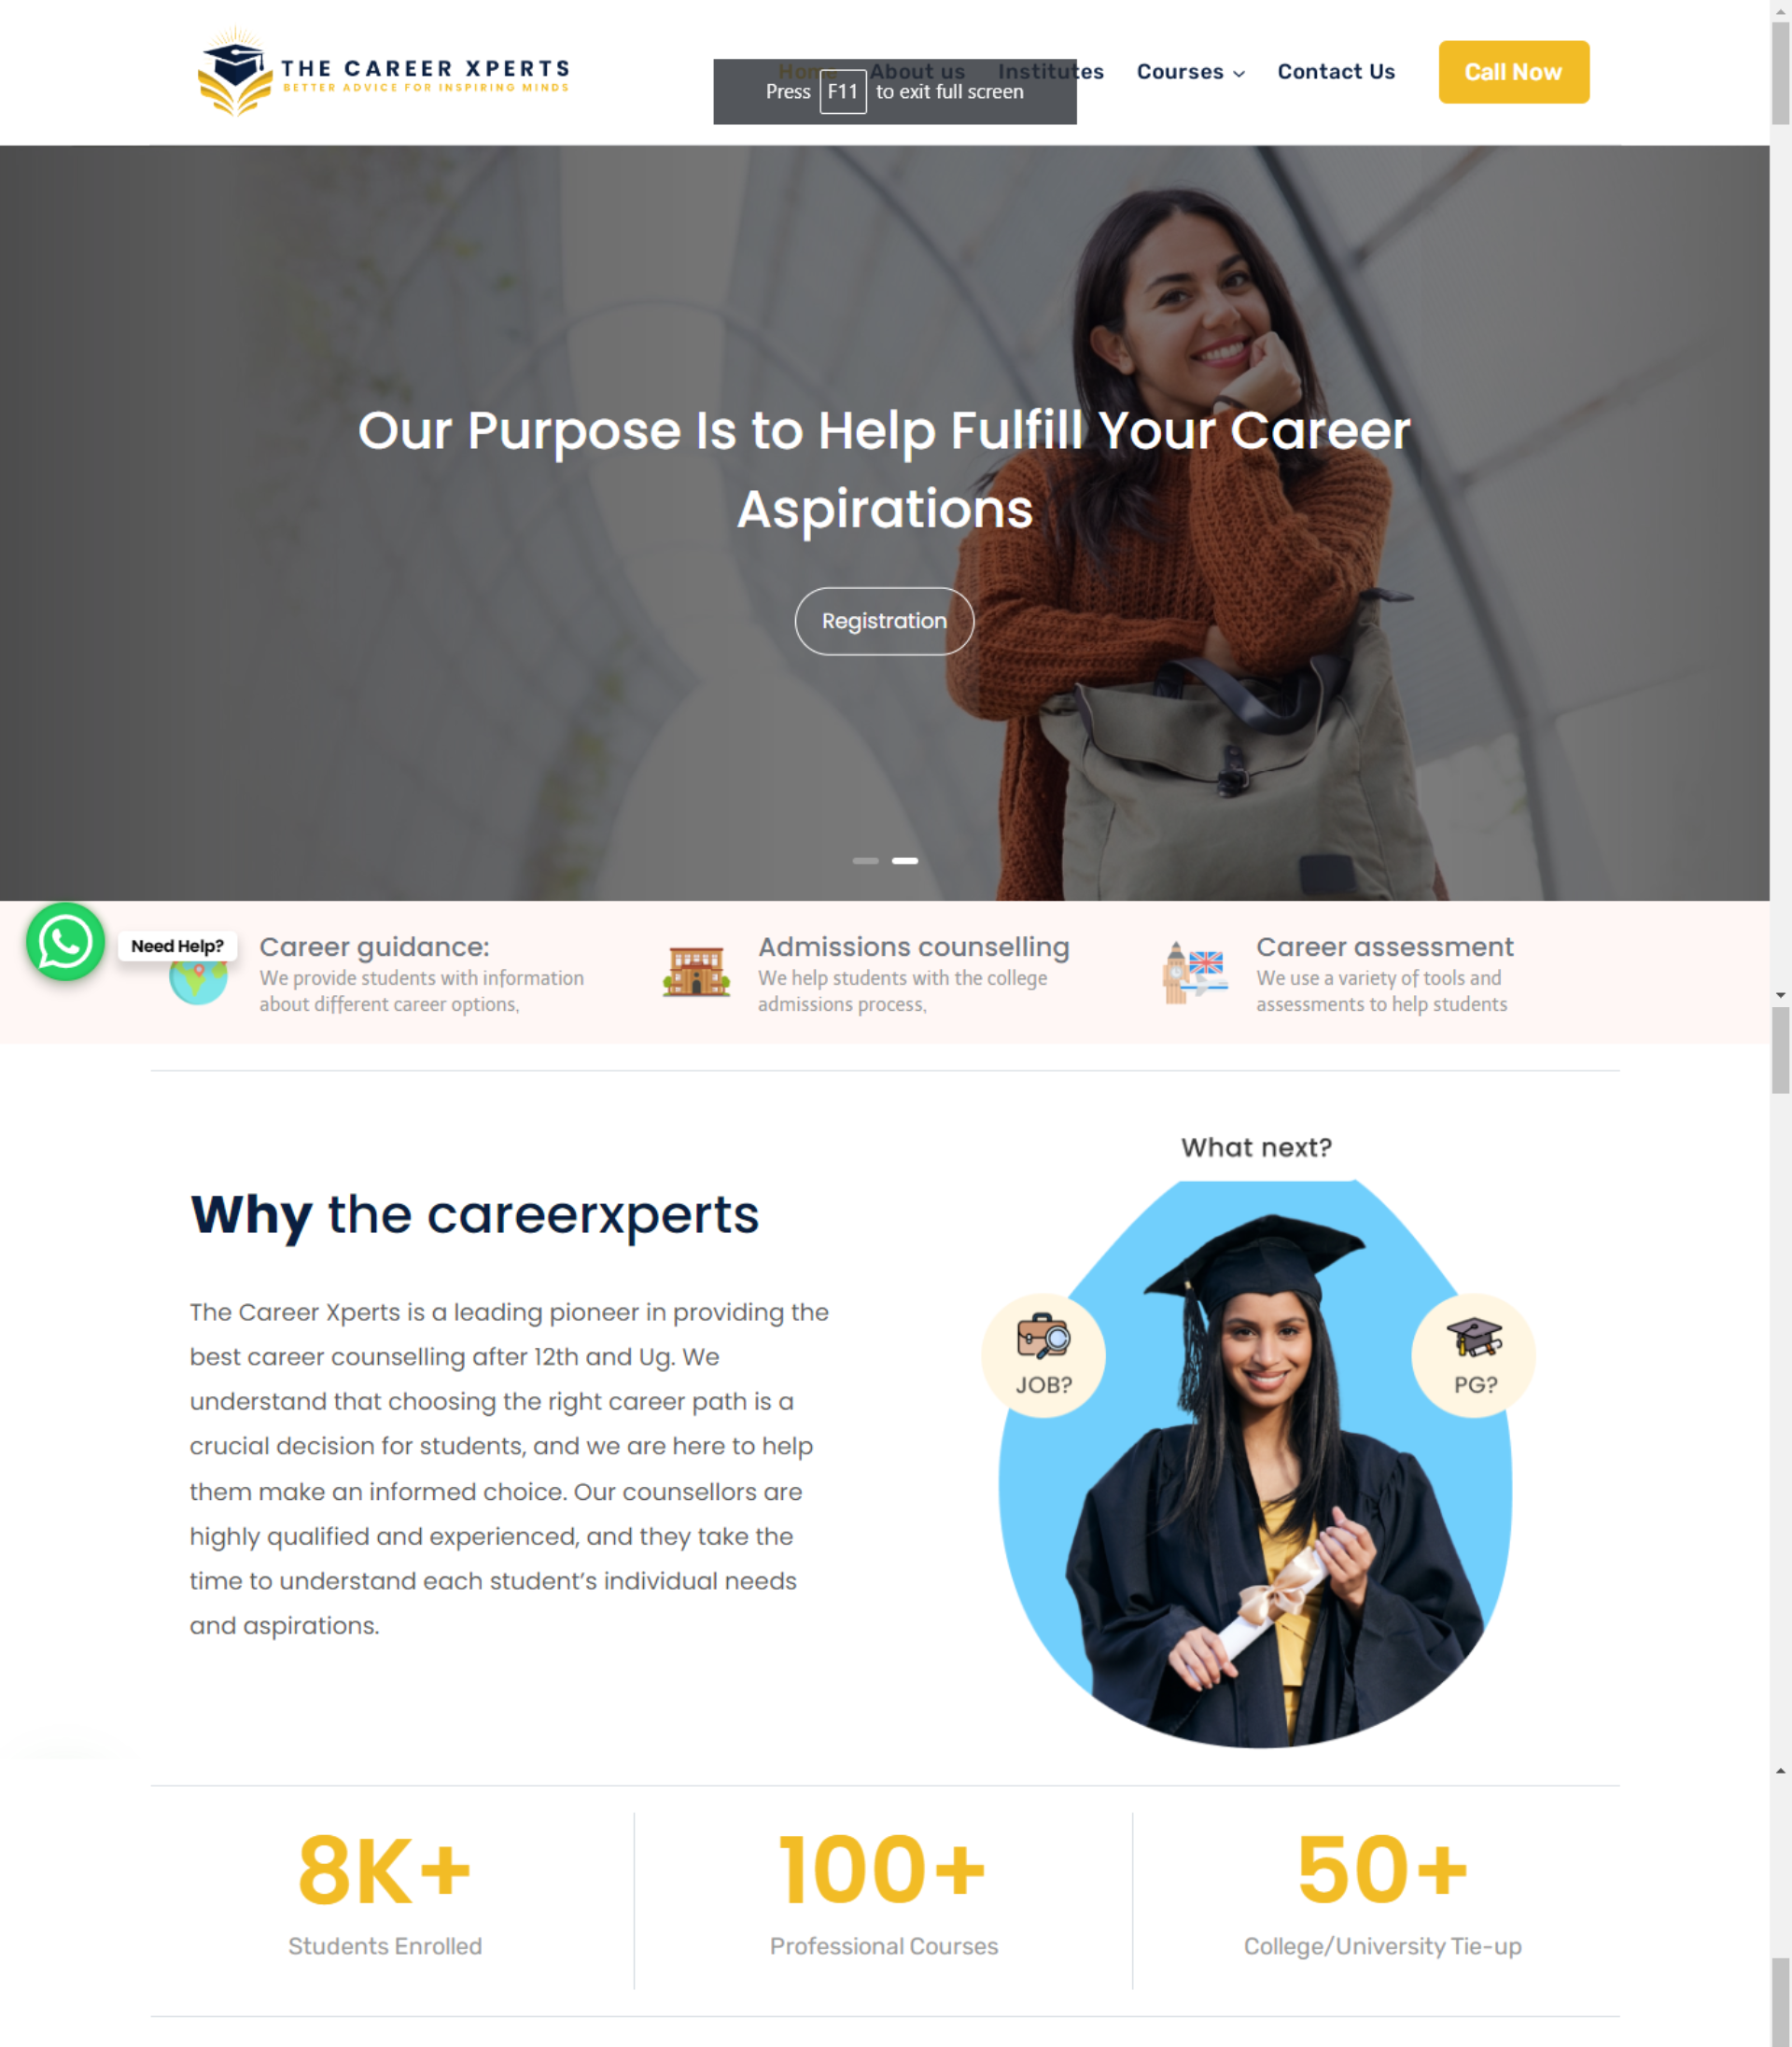 THE CAREER XPERTS
BETTER ADVICE FOR INSPIRING MINDS
Home About us Institutes Courses Contact Us Call Now
Press F11 to exit full screen
Our Purpose Is to Help Fulfill Your Career
Aspirations
Registration
Need Help?
Career guidance:
We provide students with information
about different career options,
Admissions counselling
We help students with the college
admissions process,
Career assessment
We use a variety of tools and
assessments to help students
Why the careerxperts
The Career Xperts is a leading pioneer in providing the
best career counselling after 12th and Ug. We
understand that choosing the right career path is a
crucial decision for students, and we are here to help
them make an informed choice. Our counsellors are
highly qualified and experienced, and they take the
time to understand each student's individual needs
and aspirations.
What next?
JOB?
PG?
8K+
Students Enrolled
100+
Professional Courses
50+
College/University Tie-up